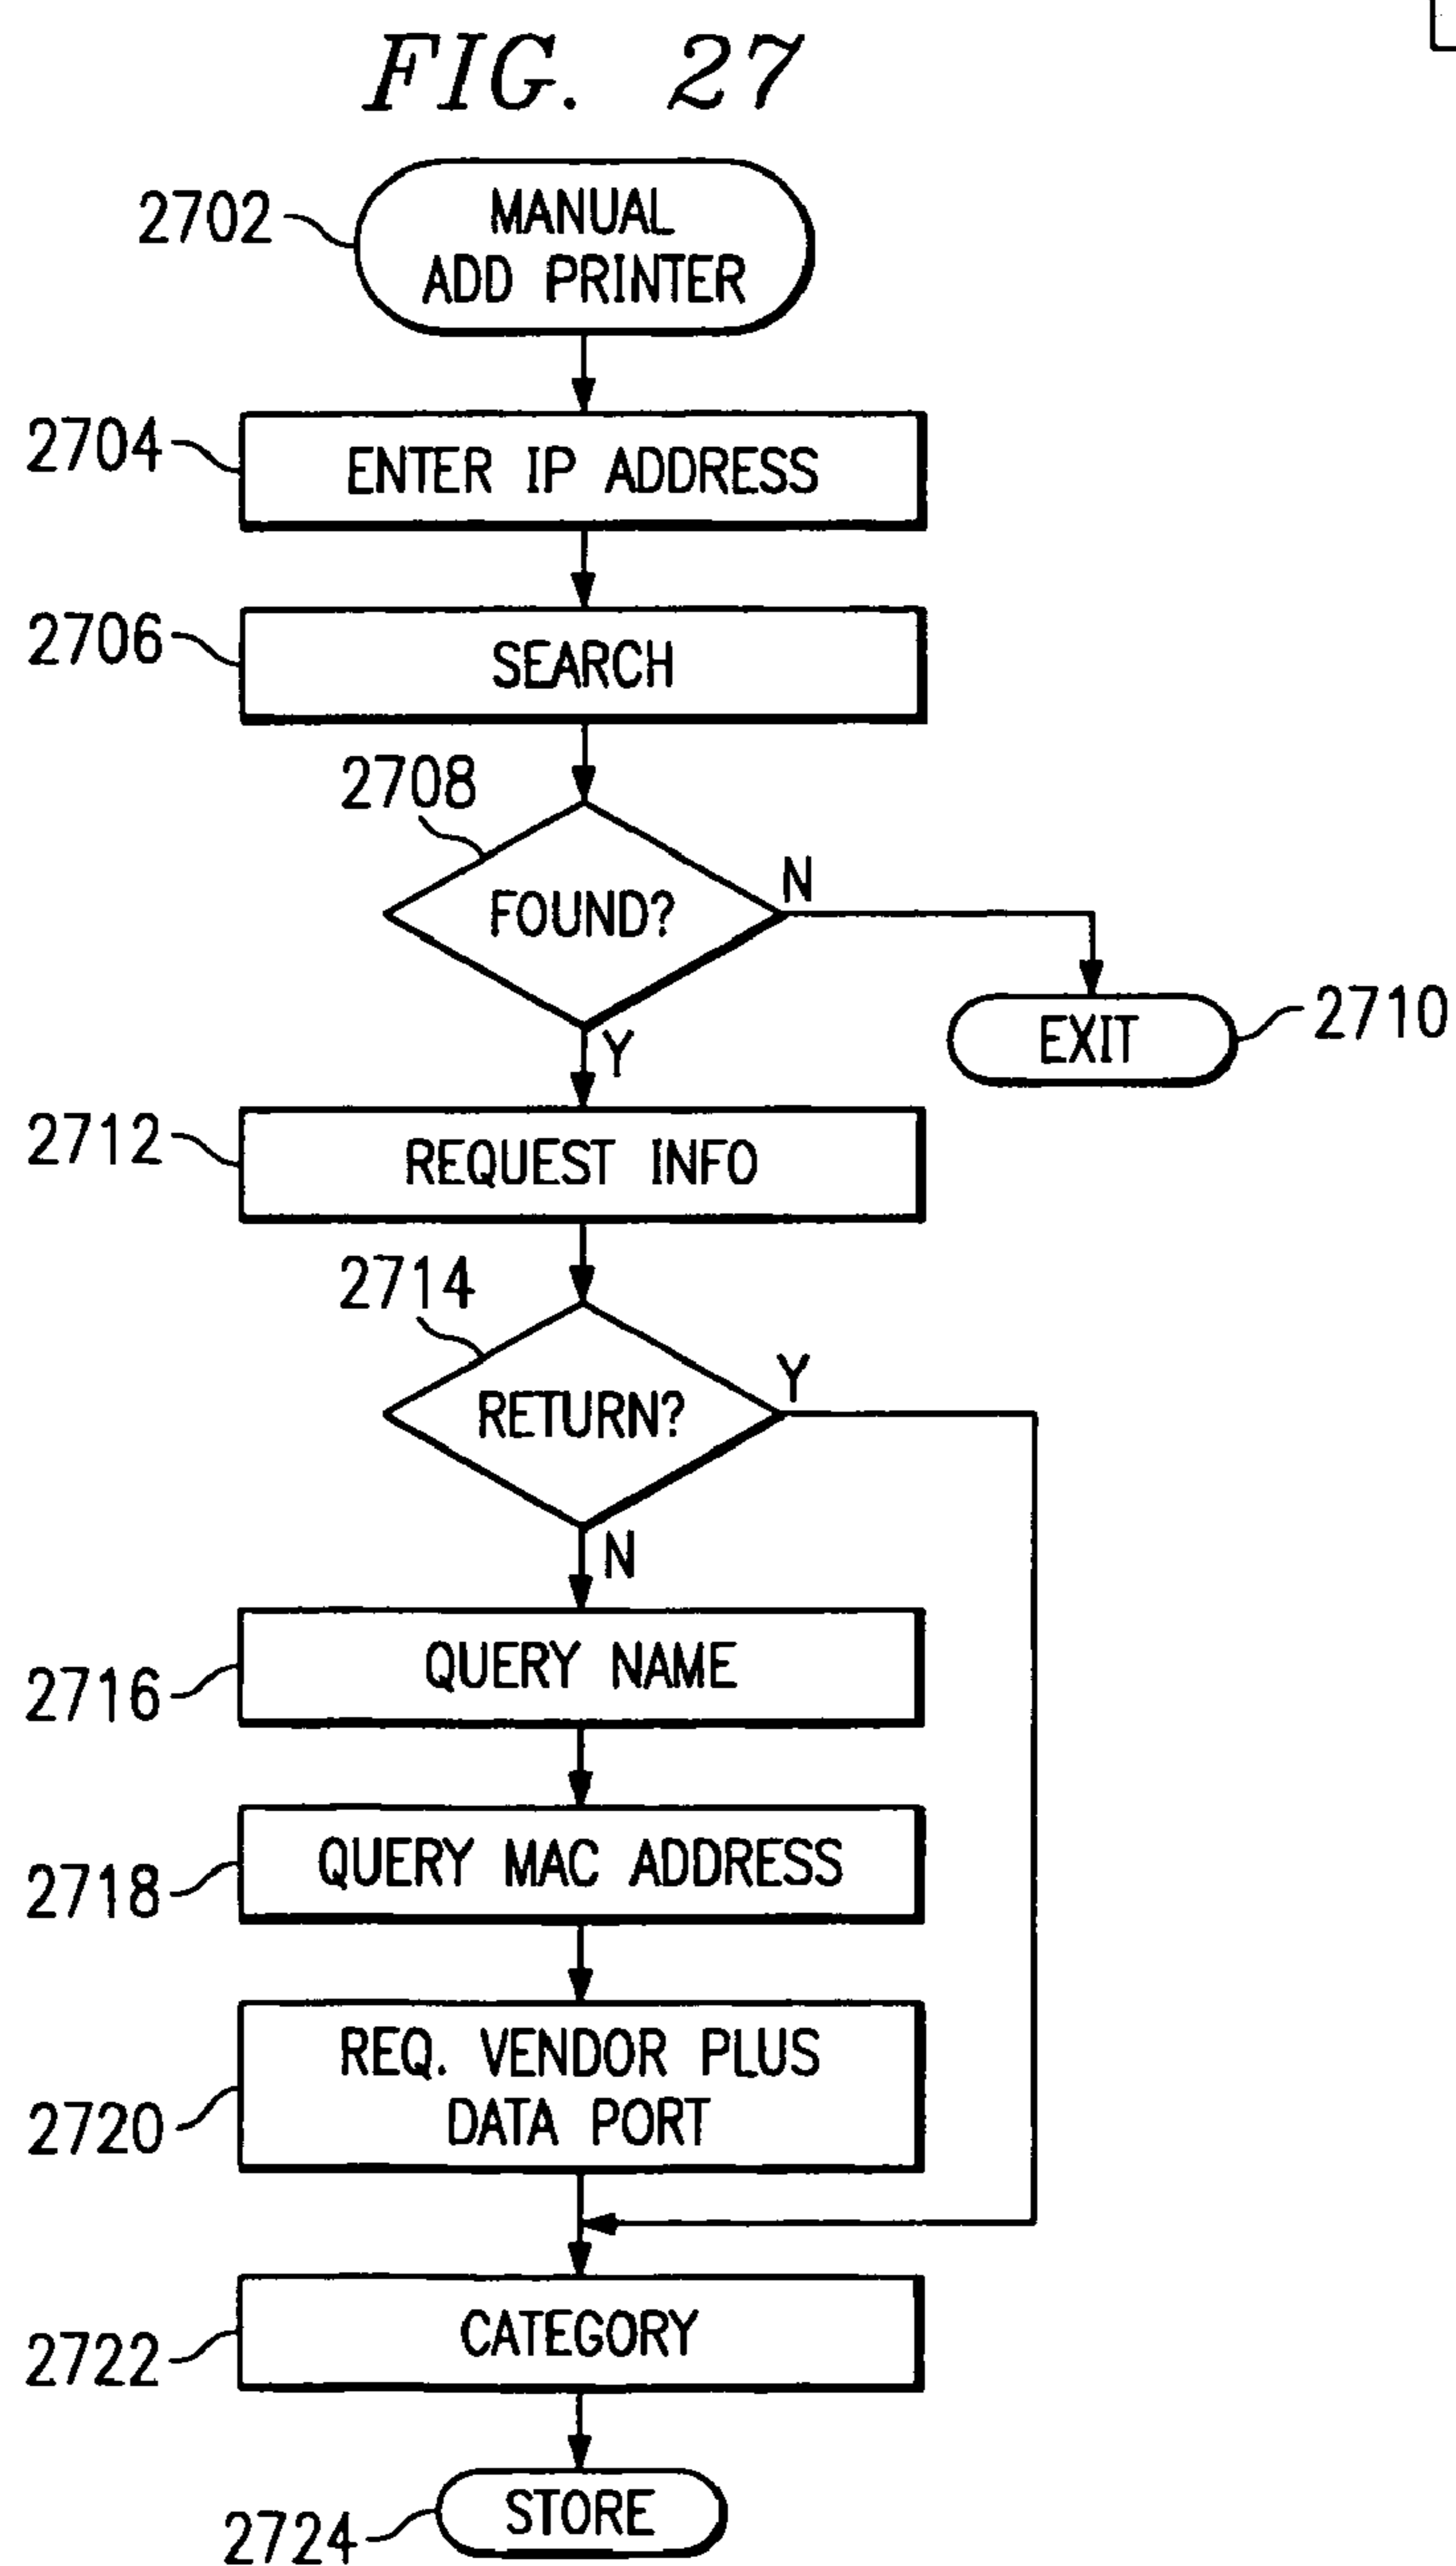 FIG. 27
2702
MANUAL
ADD PRINTER
2704
ENTER IP ADDRESS
2706
SEARCH
2708
FOUND?
N
2710
EXIT
Y
2712
REQUEST INFO
2714
RETURN?
Y
N
2716
QUERY NAME
2718
QUERY MAC ADDRESS
2720
REQ. VENDOR PLUS
DATA PORT
2722
CATEGORY
2724
STORE